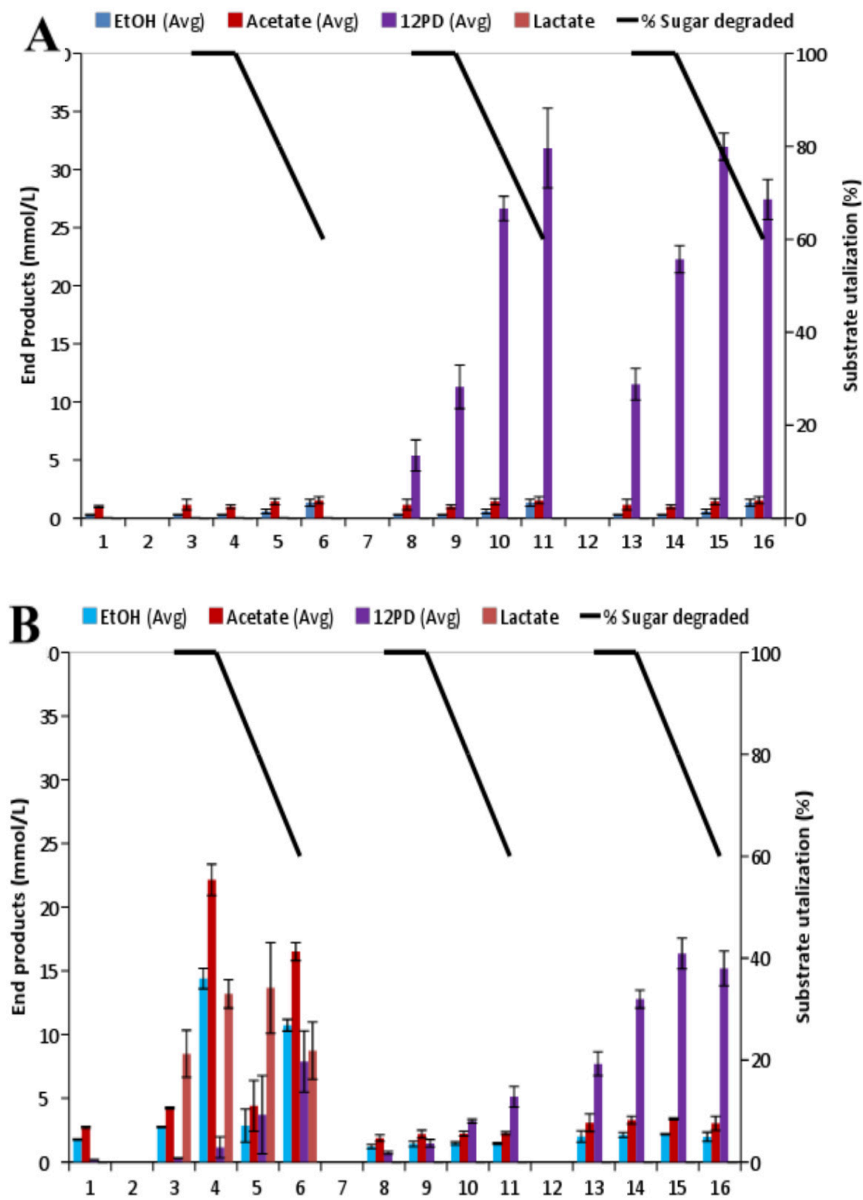 A
EtOH (Avg) Acetate (Avg) 12PD (Avg) Lactate % Sugar degraded
0 100
35
30 80
25
60
20
15 40
10
20
5
0 0
End Products (mmol/L)
Substrate utalization (%)
1 2 3 4 5 6 7 8 9 10 11 12 13 14 15 16
B
EtOH (Avg) Acetate (Avg) 12PD (Avg) Lactate % Sugar degraded
0 100
35
30 80
25
60
20
15 40
10
20
5
0 0
End products (mmol/L)
Substrate utalization (%)
1 2 3 4 5 6 7 8 9 10 11 12 13 14 15 16